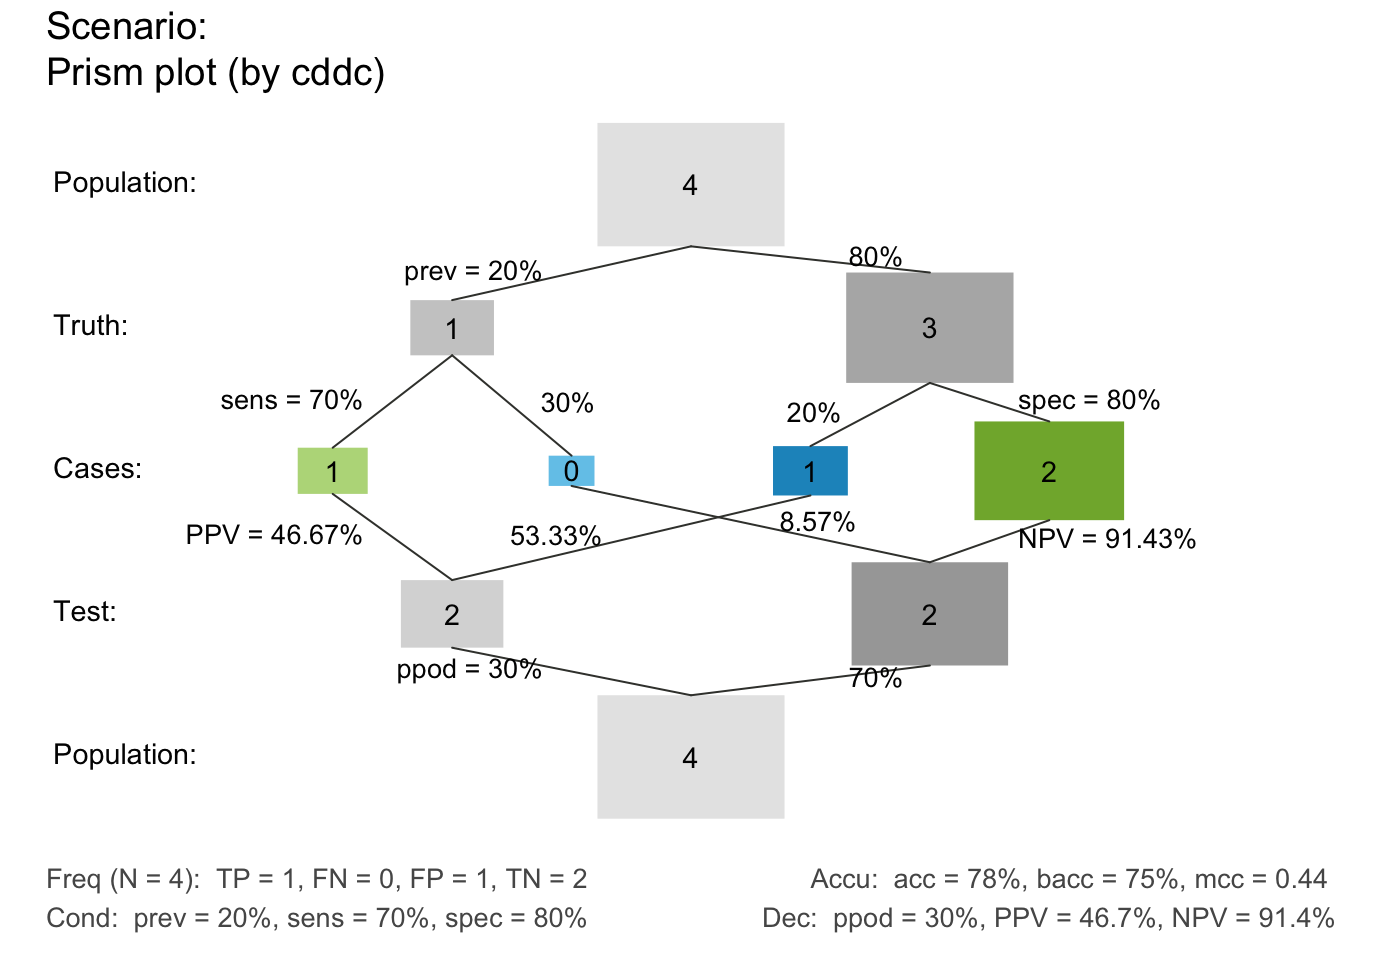 Scenario:
Prism plot (by cddc)
Population:
4
prev = 20%
80%
Truth:
1
3
sens = 70%
30%
20%
spec = 80%
Cases:
1
0
1
2
PPV = 46.67%
53.33%
8.57%
NPV = 91.43%
Test:
2
2
ppod = 30%
70%
Population:
4
Freq (N = 4):  TP = 1, FN = 0, FP = 1, TN = 2
Accu:  acc = 78%, bacc = 75%, mcc = 0.44
Cond:  prev = 20%, sens = 70%, spec = 80%
Dec:  ppod = 30%, PPV = 46.7%, NPV = 91.4%